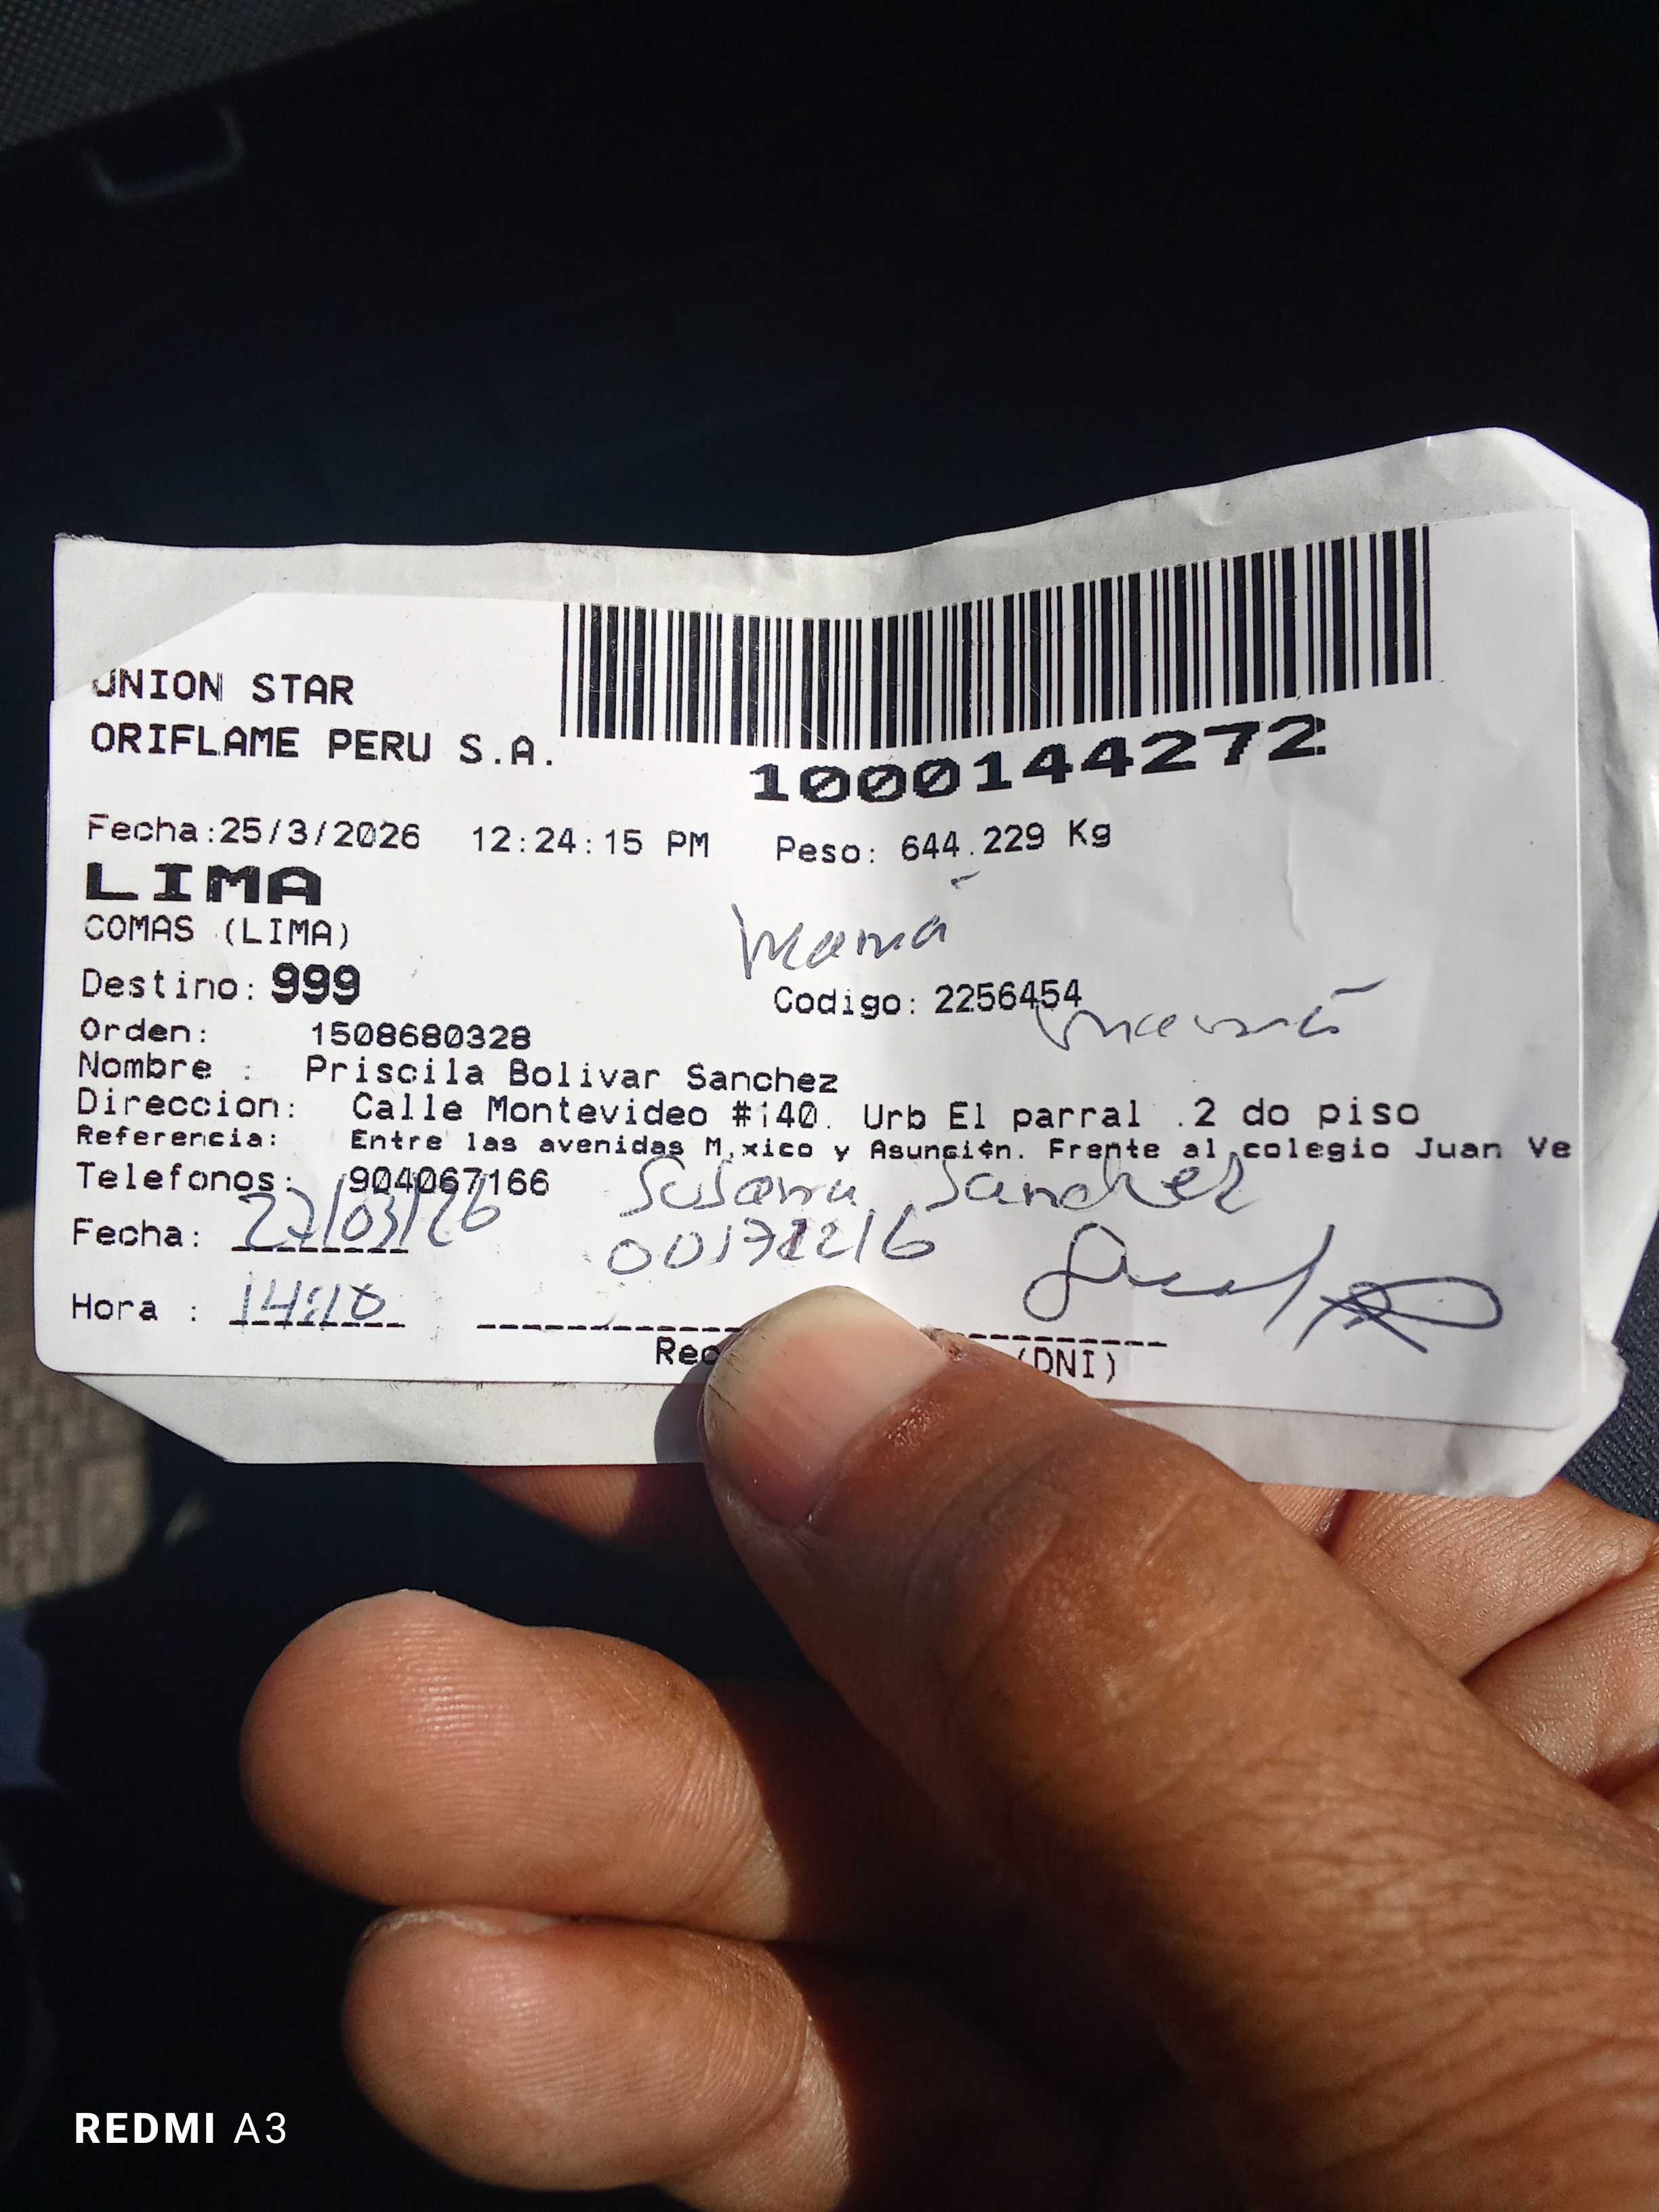 UNION STAR
ORIFLAME PERU S.A.
1000144272
Fecha:25/3/2026 12:24:15 PM Peso: 644.229 Kg
LIMA
COMAS (LIMA)
mamá
Destino: 999
Codigo: 2256454
mamá
Orden: 1508680328
Nombre : Priscila Bolivar Sanchez
Direccion: Calle Montevideo #140. Urb El parral .2 do piso
Referencia: Entre las avenidas M,xico y Asunción. Frente al colegio Juan Ve
Telefonos: 904067166
Susana Sanchez
Fecha: 27/03/26
Hora : 14:10
(DNI)
REDMI A3